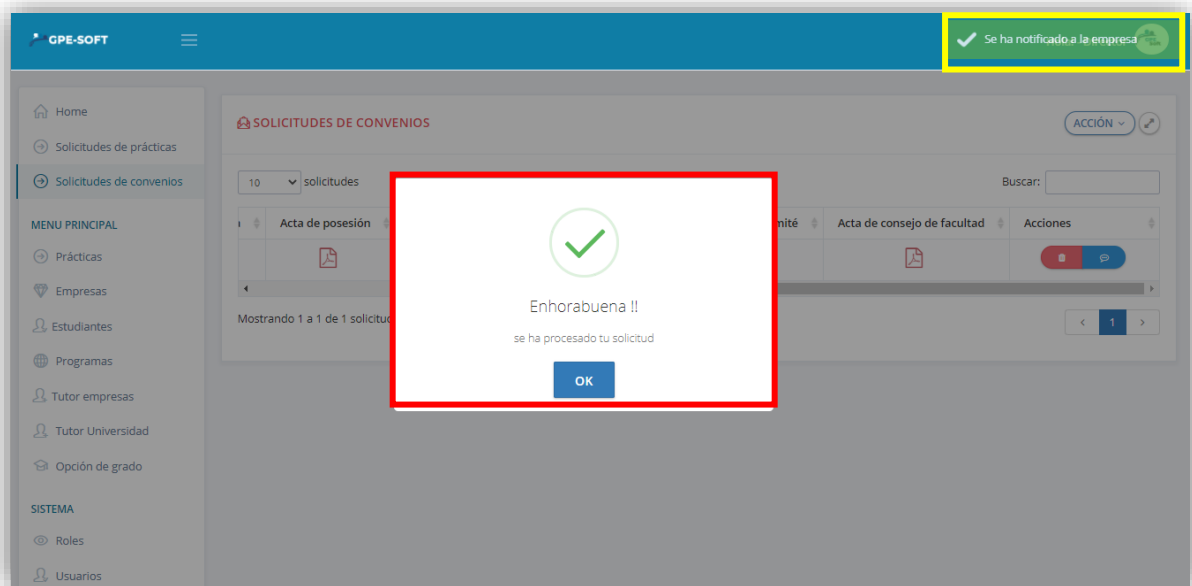 GPE-SOFT
Se ha notificado a la empresa
Home
Solicitudes de prácticas
Solicitudes de convenios
MENU PRINCIPAL
Prácticas
Empresas
Estudiantes
Programas
Tutor empresas
Tutor Universidad
Opción de grado
SISTEMA
Roles
Usuarios
SOLICITUDES DE CONVENIOS
ACCIÓN
10 solicitudes
Buscar:
Acta de posesión
Acta de consejo de facultad
Acciones
Mostrando 1 a 1 de 1
1
Enhorabuena !!
se ha procesado tu solicitud
OK